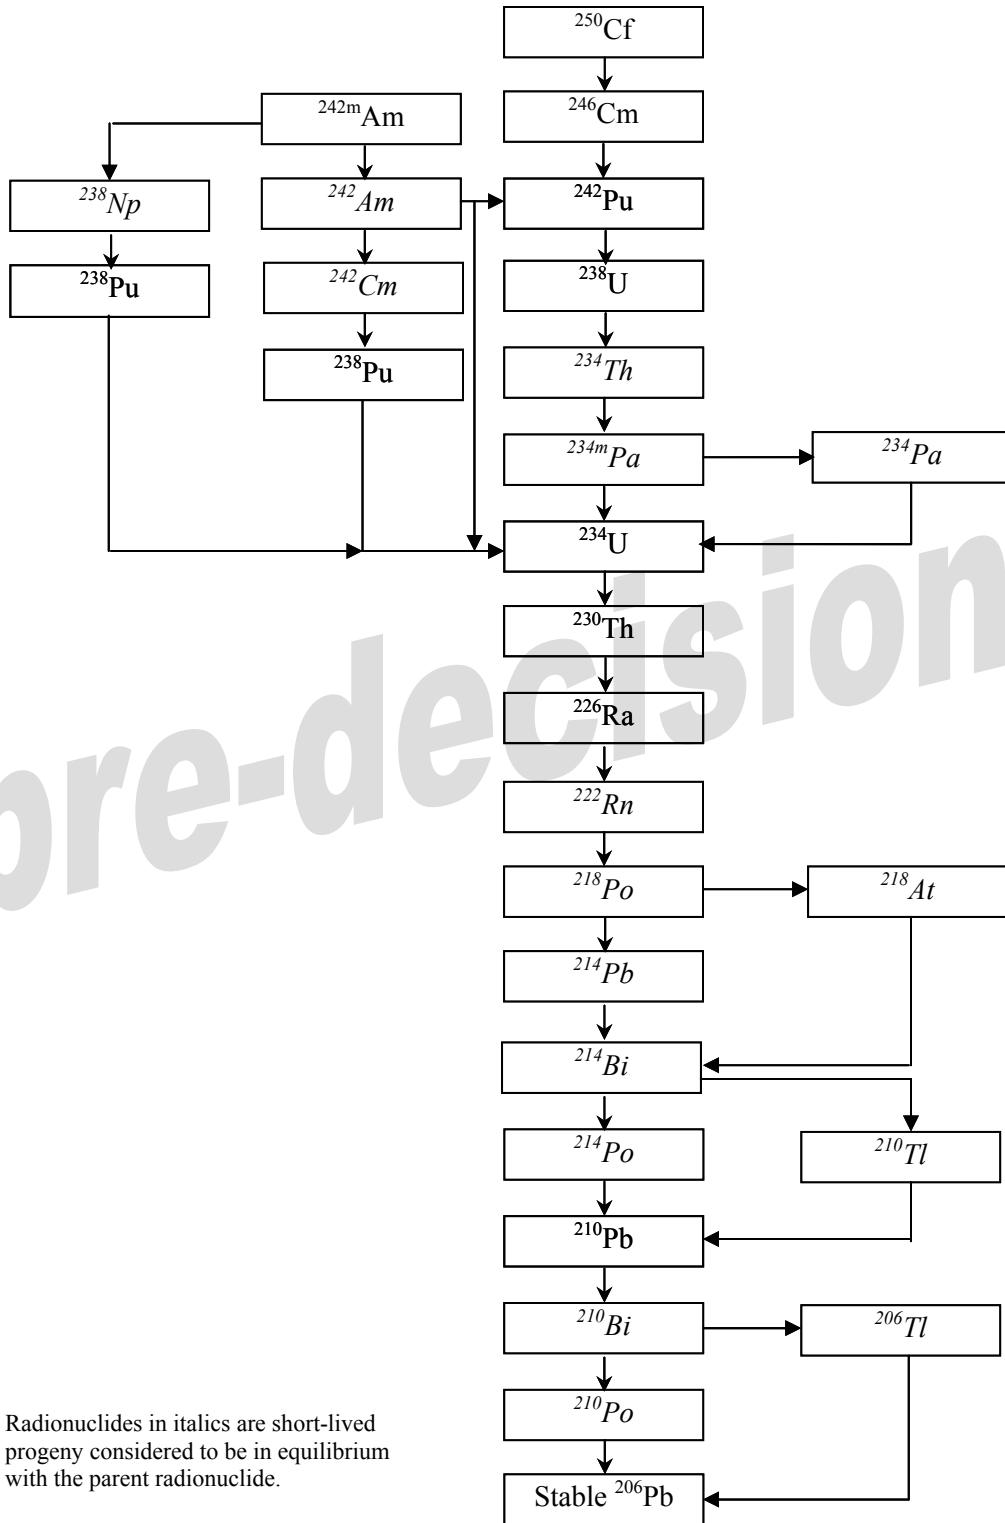 ²⁵⁰Cf
²⁴²ᵐAm
²⁴⁶Cm
²³⁸Np
²⁴²Am
²⁴²Pu
²³⁸Pu
²⁴²Cm
²³⁸U
²³⁸Pu
²³⁴Th
²³⁴ᵐPa
²³⁴Pa
²³⁴U
²³⁰Th
²²⁶Ra
²²²Rn
²¹⁸Po
²¹⁸At
²¹⁴Pb
²¹⁴Bi
²¹⁴Po
²¹⁰Tl
²¹⁰Pb
²¹⁰Bi
²⁰⁶Tl
²¹⁰Po
Stable ²⁰⁶Pb
Radionuclides in italics are short-lived
progeny considered to be in equilibrium
with the parent radionuclide.
pre-decision